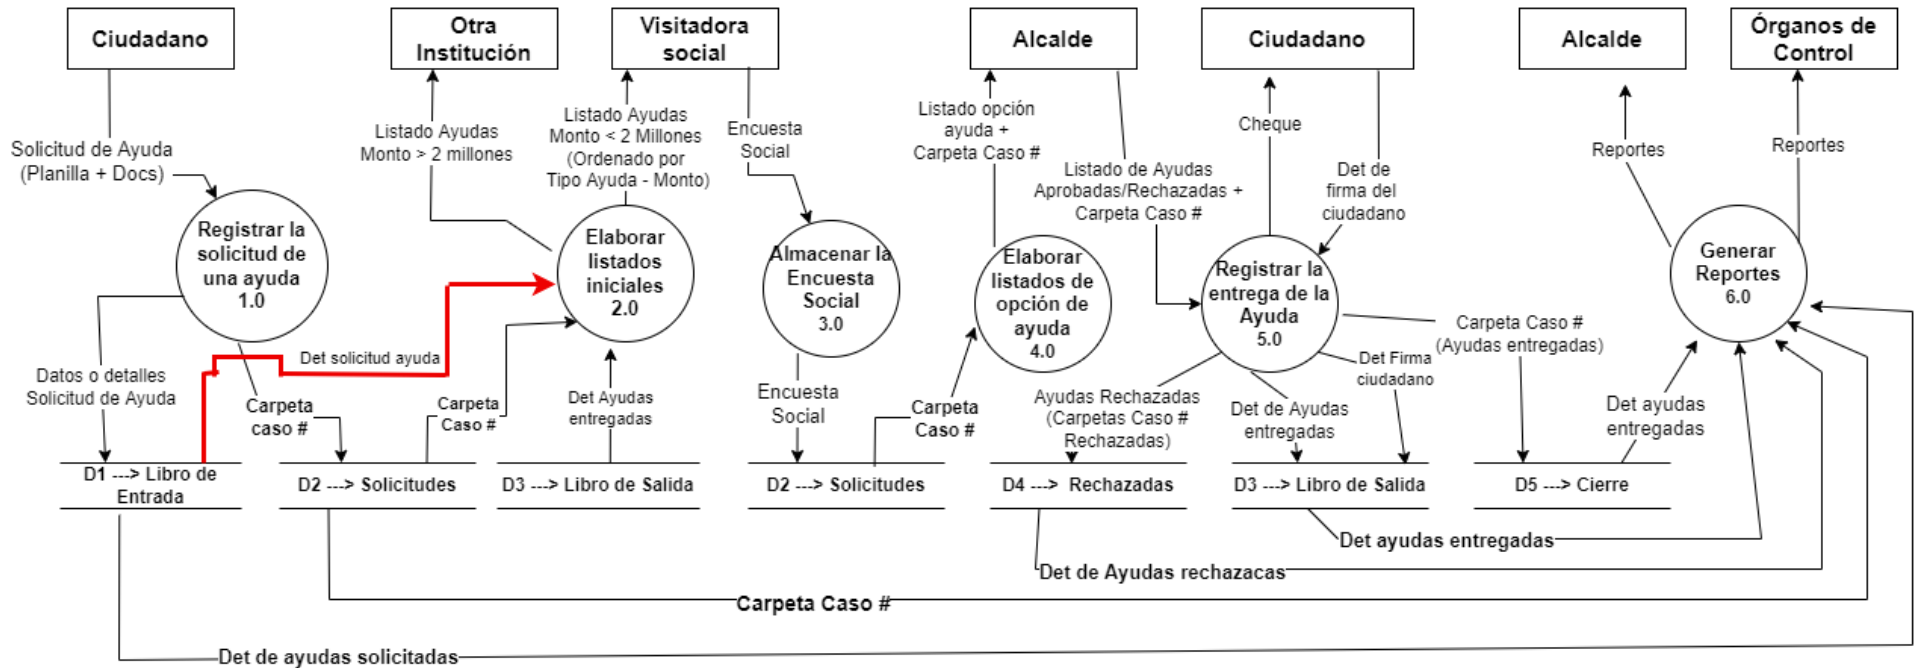 Ciudadano
Otra
Institución
Visitadora
social
Alcalde
Ciudadano
Alcalde
Órganos de
Control
Solicitud de Ayuda
(Planilla + Docs)
Listado Ayudas
Monto > 2 millones
Listado Ayudas
Monto < 2 Millones
(Ordenado por
Tipo Ayuda - Monto)
Encuesta
Social
Listado opción
ayuda +
Carpeta Caso #
Listado de Ayudas
Aprobadas/Rechazadas +
Carpeta Caso #
Cheque
Det de
firma del
ciudadano
Reportes
Reportes
Registrar la
solicitud de
una ayuda
1.0
Elaborar
listados
iniciales
2.0
Almacenar la
Encuesta
Social
3.0
Elaborar
listados de
opción de
ayuda
4.0
Registrar la
entrega de la
Ayuda
5.0
Generar
Reportes
6.0
Datos o detalles
Solicitud de Ayuda
Carpeta
caso #
Det solicitud ayuda
Carpeta
Caso #
Det Ayudas
entregadas
Encuesta
Social
Carpeta
Caso #
Ayudas Rechazadas
(Carpetas Caso #
Rechazadas)
Det de Ayudas
entregadas
Det Firma
ciudadano
Carpeta Caso #
(Ayudas entregadas)
Det ayudas
entregadas
D1 ---> Libro de
Entrada
D2 ---> Solicitudes
D3 ---> Libro de Salida
D2 ---> Solicitudes
D4 ---> Rechazadas
D3 ---> Libro de Salida
D5 ---> Cierre
Det ayudas entregadas
Det de Ayudas rechazacas
Carpeta Caso #
Det de ayudas solicitadas